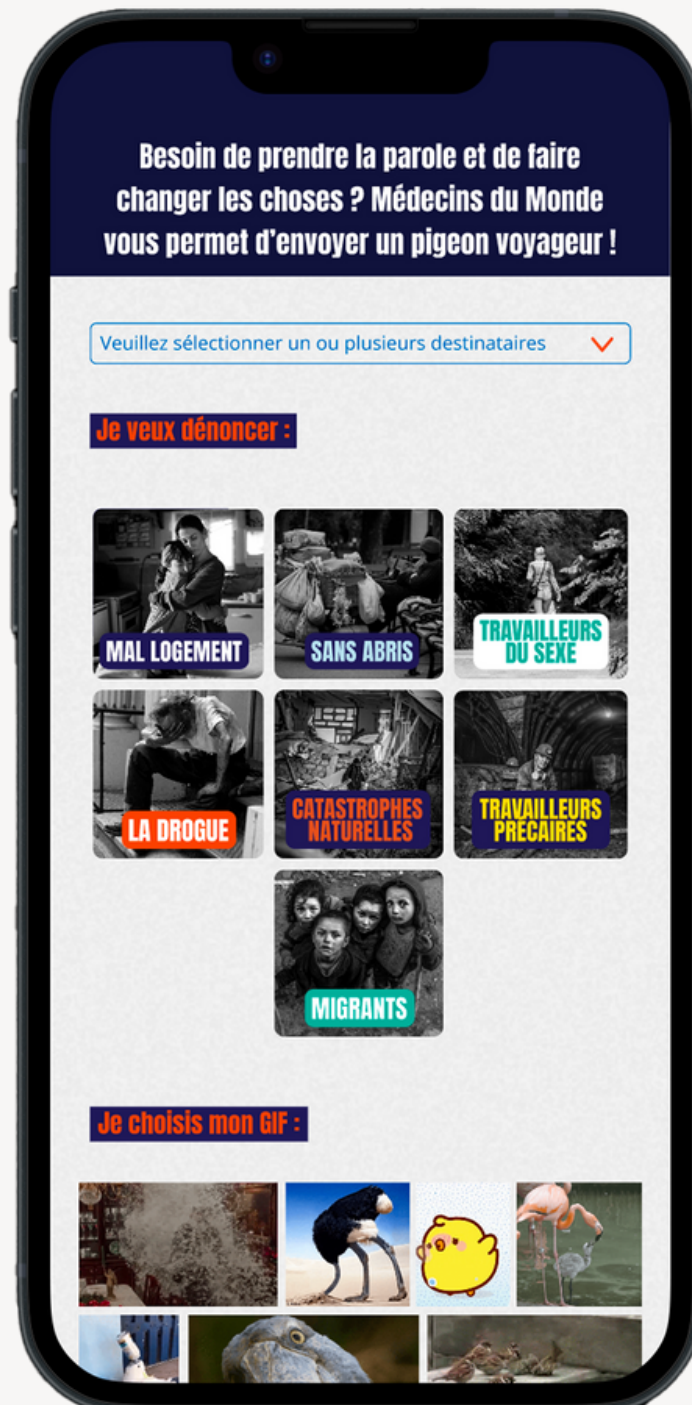 Besoin de prendre la parole et de faire
changer les choses ? Médecins du Monde
vous permet d'envoyer un pigeon voyageur !
Veuillez sélectionner un ou plusieurs destinataires
Je veux dénoncer :
MAL LOGEMENT
SANS ABRIS
TRAVAILLEURS
DU SEXE
LA DROGUE
CATASTROPHES
NATURELLES
TRAVAILLEURS
PRÉCAIRES
MIGRANTS
Je choisis mon GIF :